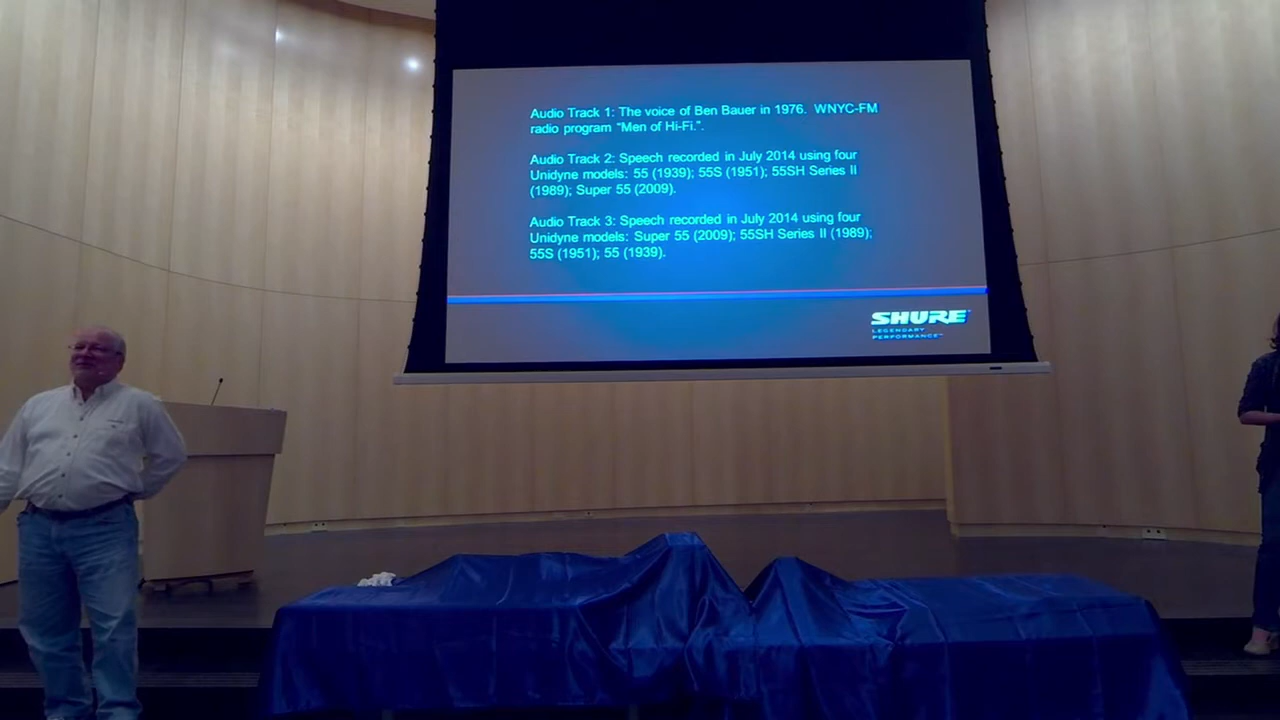 Audio Track 1: The voice of Ben Bauer in 1976. WNYC-FM
radio program “Men of Hi-Fi.”.
Audio Track 2: Speech recorded in July 2014 using four
Unidyne models: 55 (1939); 55S (1951); 55SH Series II
(1989); Super 55 (2009).
Audio Track 3: Speech recorded in July 2014 using four
Unidyne models: Super 55 (2009); 55SH Series II (1989);
55S (1951); 55 (1939).
SHURE
LEGENDARY
PERFORMANCE™